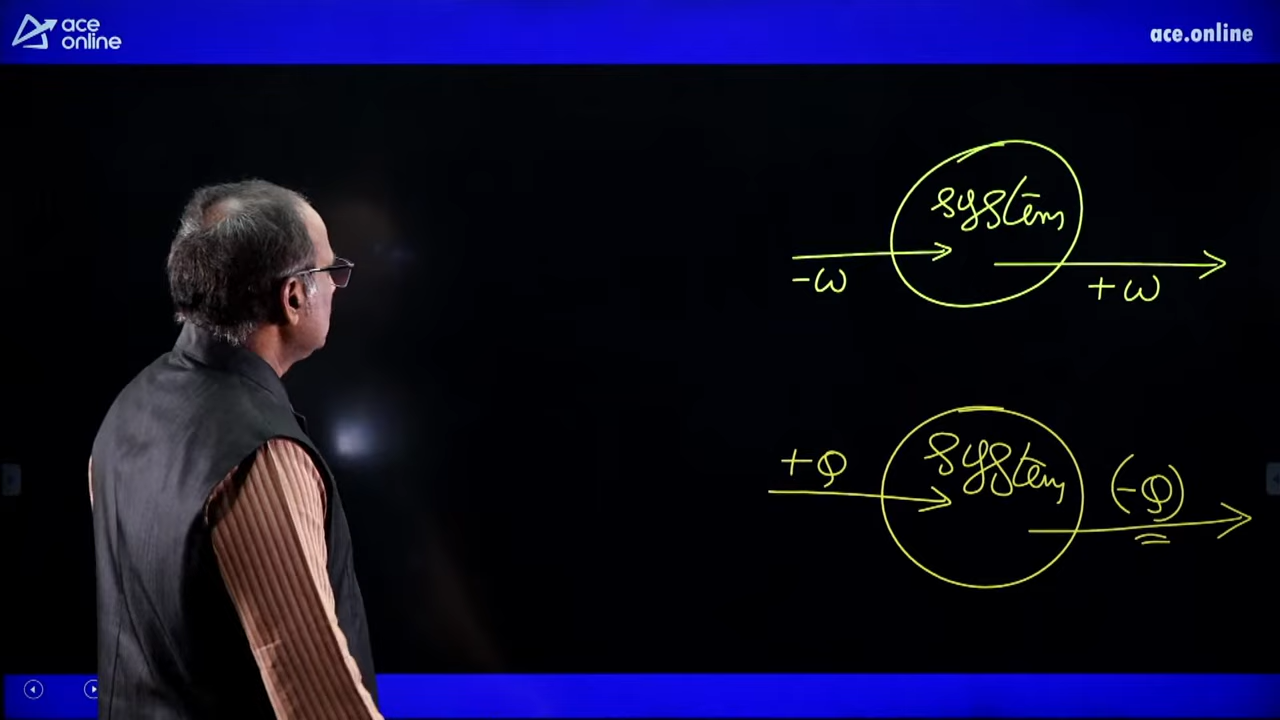 ace
online
ace.online
system
-W
+W
+Q
system
(-Q)